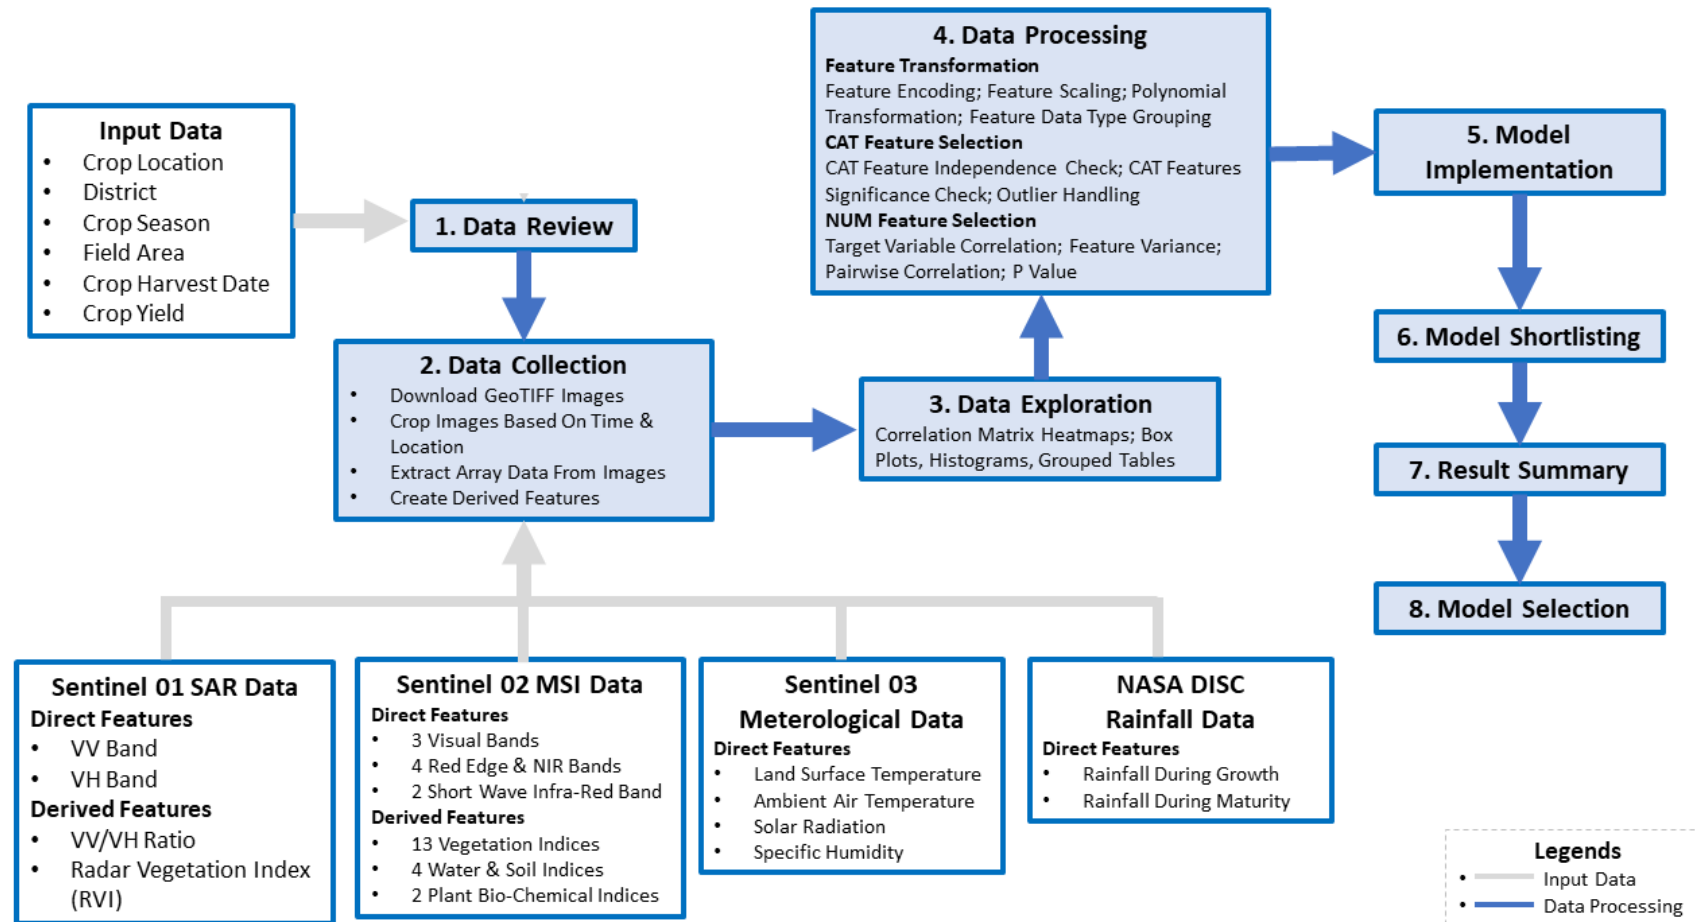 Input Data
• Crop Location
• District
• Crop Season
• Field Area
• Crop Harvest Date
• Crop Yield
1. Data Review
2. Data Collection
• Download GeoTIFF Images
• Crop Images Based On Time &
Location
• Extract Array Data From Images
• Create Derived Features
3. Data Exploration
Correlation Matrix Heatmaps; Box
Plots, Histograms, Grouped Tables
4. Data Processing
Feature Transformation
Feature Encoding; Feature Scaling; Polynomial
Transformation; Feature Data Type Grouping
CAT Feature Selection
CAT Feature Independence Check; CAT Features
Significance Check; Outlier Handling
NUM Feature Selection
Target Variable Correlation; Feature Variance;
Pairwise Correlation; P Value
5. Model
Implementation
6. Model Shortlisting
7. Result Summary
8. Model Selection
Sentinel 01 SAR Data
Direct Features
• VV Band
• VH Band
Derived Features
• VV/VH Ratio
• Radar Vegetation Index
(RVI)
Sentinel 02 MSI Data
Direct Features
• 3 Visual Bands
• 4 Red Edge & NIR Bands
• 2 Short Wave Infra-Red Band
Derived Features
• 13 Vegetation Indices
• 4 Water & Soil Indices
• 2 Plant Bio-Chemical Indices
Sentinel 03
Meterological Data
Direct Features
• Land Surface Temperature
• Ambient Air Temperature
• Solar Radiation
• Specific Humidity
NASA DISC
Rainfall Data
Direct Features
• Rainfall During Growth
• Rainfall During Maturity
Legends
• Input Data
• Data Processing